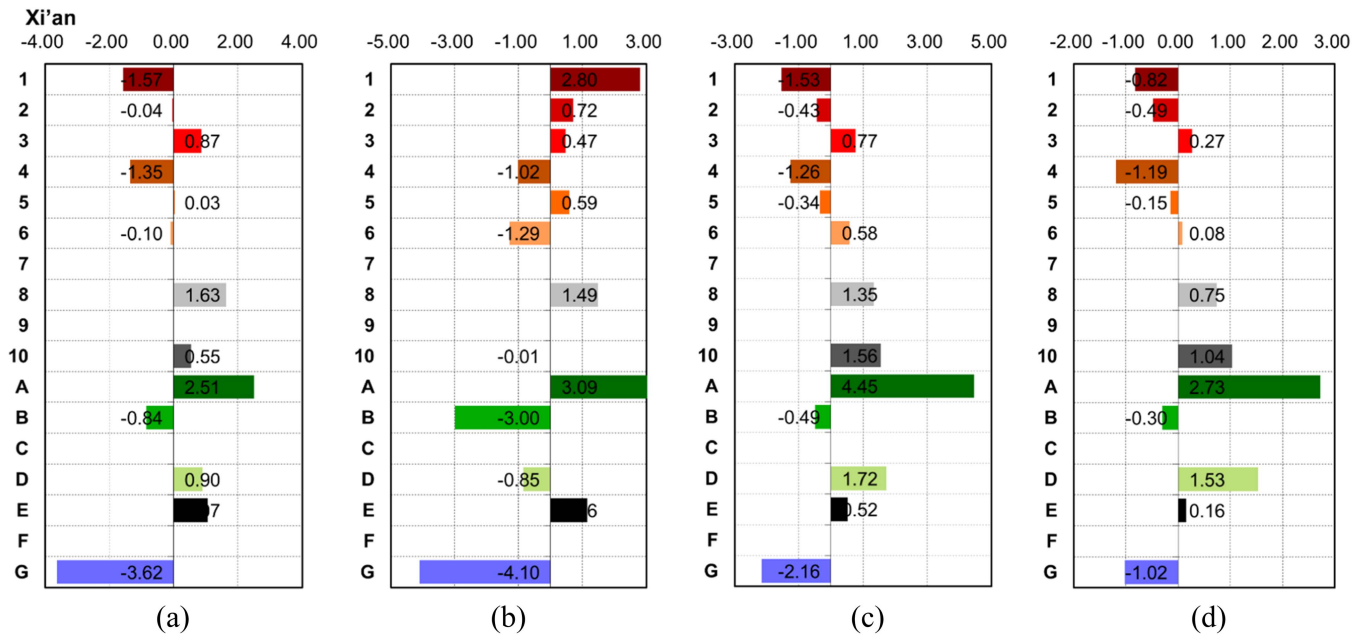 Xi’an
-4.00 -2.00 0.00 2.00 4.00 -5.00 -3.00 -1.00 1.00 3.00 -3.00 -1.00 1.00 3.00 5.00 -2.00 -1.00 0.00 1.00 2.00 3.00
1 -1.57 1 2.80 1 -1.53 1 -0.82
2 -0.04 2 0.72 2 -0.43 2 -0.49
3 0.87 3 0.47 3 0.77 3 0.27
4 -1.35 4 -1.02 4 -1.26 4 -1.19
5 0.03 5 0.59 5 -0.34 5 -0.15
6 -0.10 6 -1.29 6 0.58 6 0.08
7 7 7 7
8 1.63 8 1.49 8 1.35 8 0.75
9 9 9 9
10 0.55 10 -0.01 10 1.56 10 1.04
A 2.51 A 3.09 A 4.45 A 2.73
B -0.84 B -3.00 B -0.49 B -0.30
C C C C
D 0.90 D -0.85 D 1.72 D 1.53
E E E 0.52 E 0.16
F F F F
G -3.62 G -4.10 G -2.16 G -1.02
(a) (b) (c) (d)